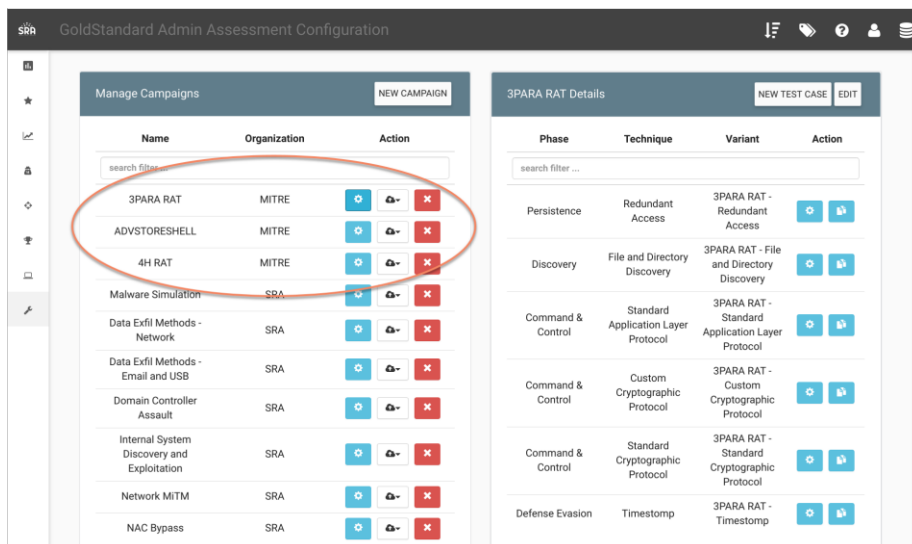 SRA GoldStandard Admin Assessment Configuration
Manage Campaigns NEW CAMPAIGN
Name Organization Action
search filter ...
3PARA RAT MITRE
ADVSTORESHELL MITRE
4H RAT MITRE
Malware Simulation SRA
Data Exfil Methods -
Network SRA
Data Exfil Methods -
Email and USB SRA
Domain Controller
Assault SRA
Internal System
Discovery and
Exploitation SRA
Network MiTM SRA
NAC Bypass SRA
3PARA RAT Details NEW TEST CASE EDIT
Phase Technique Variant Action
search filter ...
Persistence
Redundant
Access
3PARA RAT -
Redundant
Access
Discovery
File and Directory
Discovery
3PARA RAT - File
and Directory
Discovery
Command &
Control
Standard
Application Layer
Protocol
3PARA RAT -
Standard
Application Layer
Protocol
Command &
Control
Custom
Cryptographic
Protocol
3PARA RAT -
Custom
Cryptographic
Protocol
Command &
Control
Standard
Cryptographic
Protocol
3PARA RAT -
Standard
Cryptographic
Protocol
Defense Evasion
Timestomp
3PARA RAT -
Timestomp